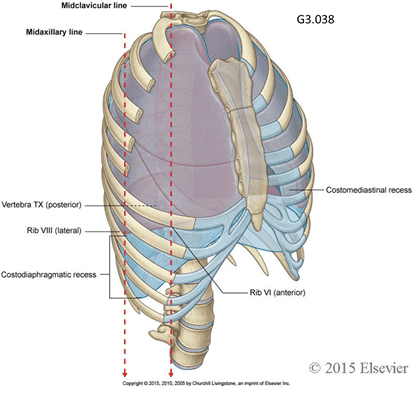 Midclavicular line
G3.038
Midaxillary line
Costomediastinal recess
Vertebra TX (posterior)
Rib VIII (lateral)
Costodiaphragmatic recess
Rib VI (anterior)
© 2015 Elsevier
Copyright © 2015, 2010, 2005 by Churchill Livingstone, an imprint of Elsevier Inc.